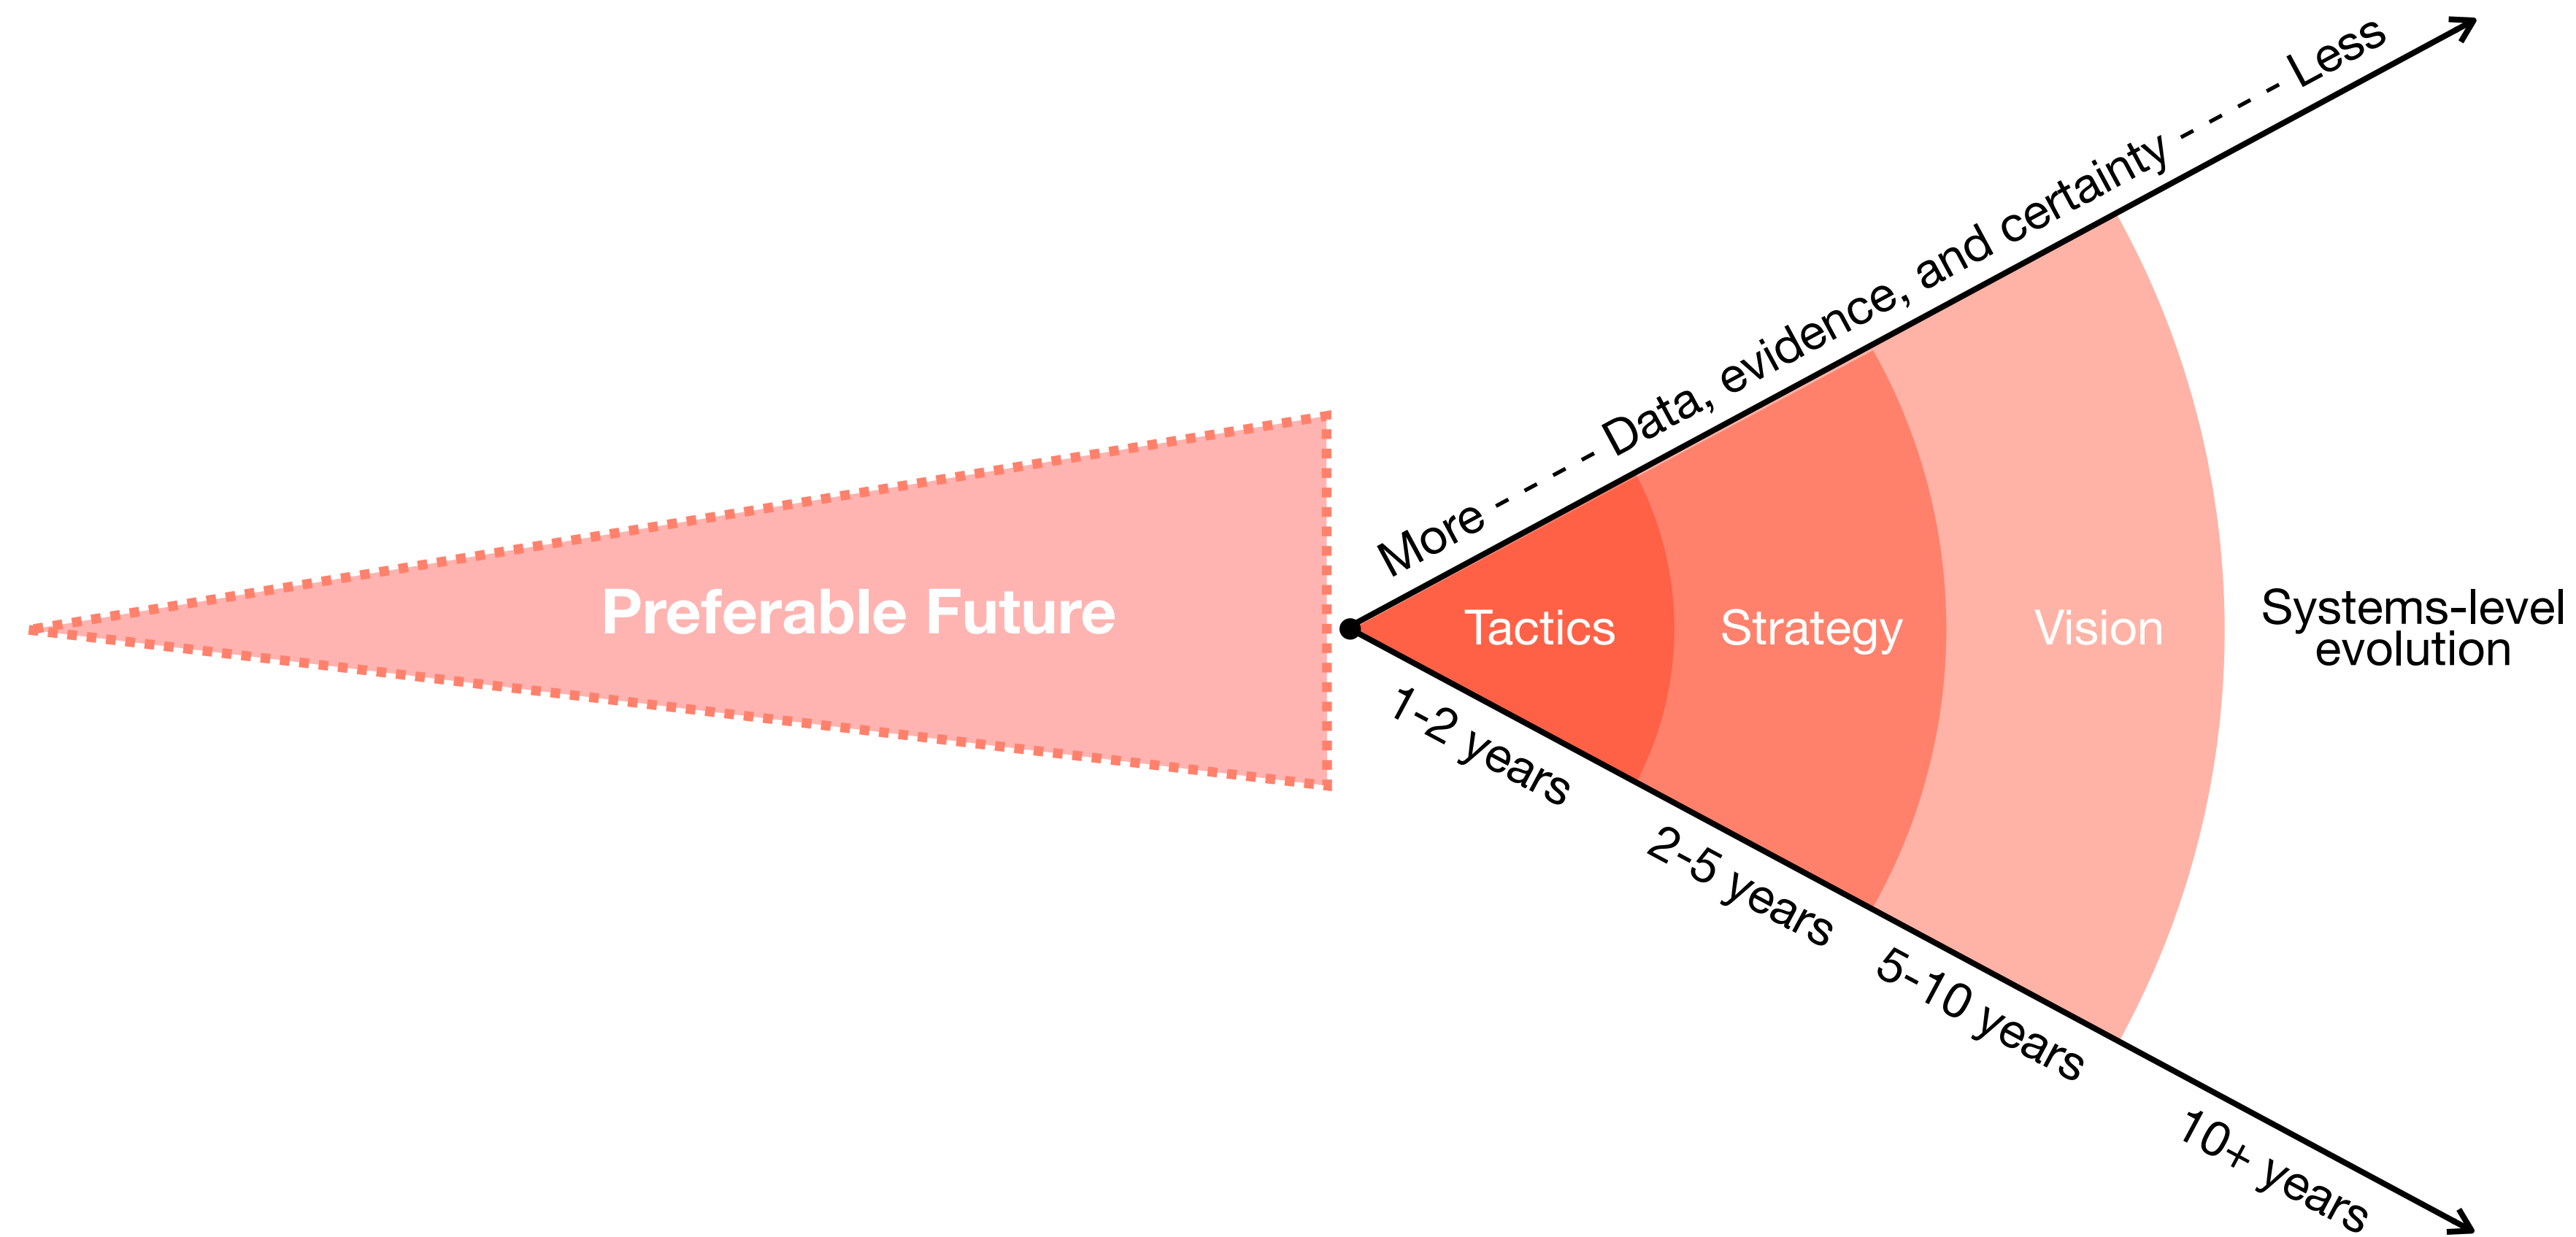 More - - - - Data, evidence, and certainty - - - - Less
Preferable Future
Tactics
Strategy
Vision
Systems-level
evolution
1-2 years
2-5 years
5-10 years
10+ years